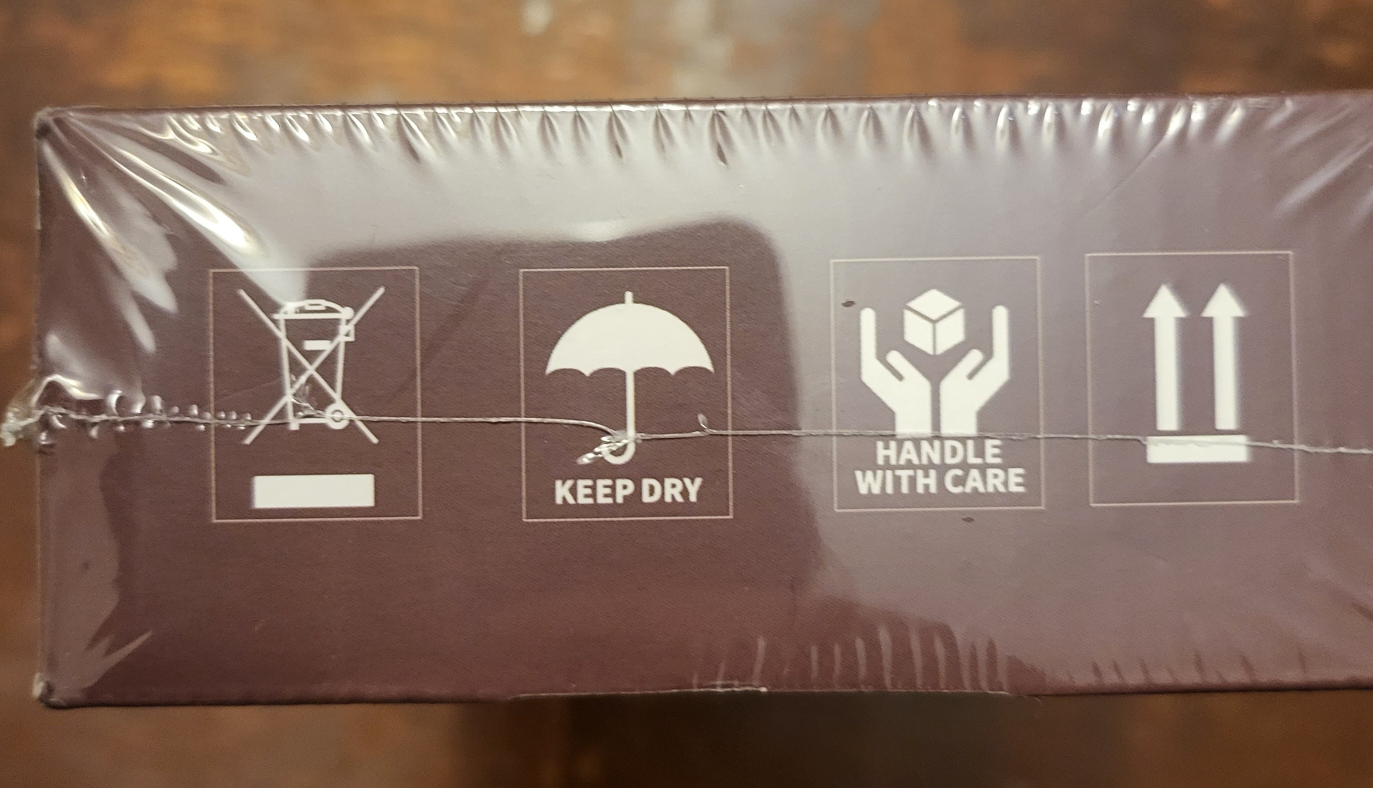 KEEP DRY
HANDLE
WITH CARE